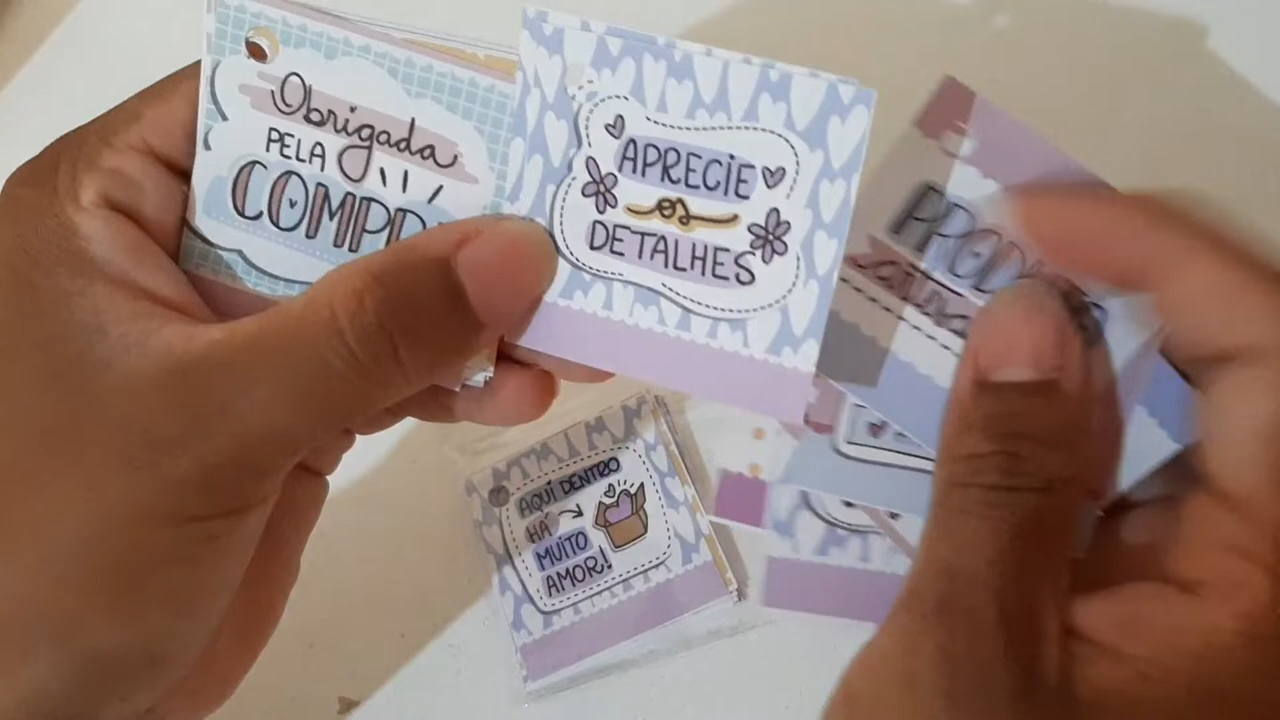 Obrigada
PELA
APRECIE
os
DETALHES
AQUI DENTRO
HÁ
MUITO
AMOR!